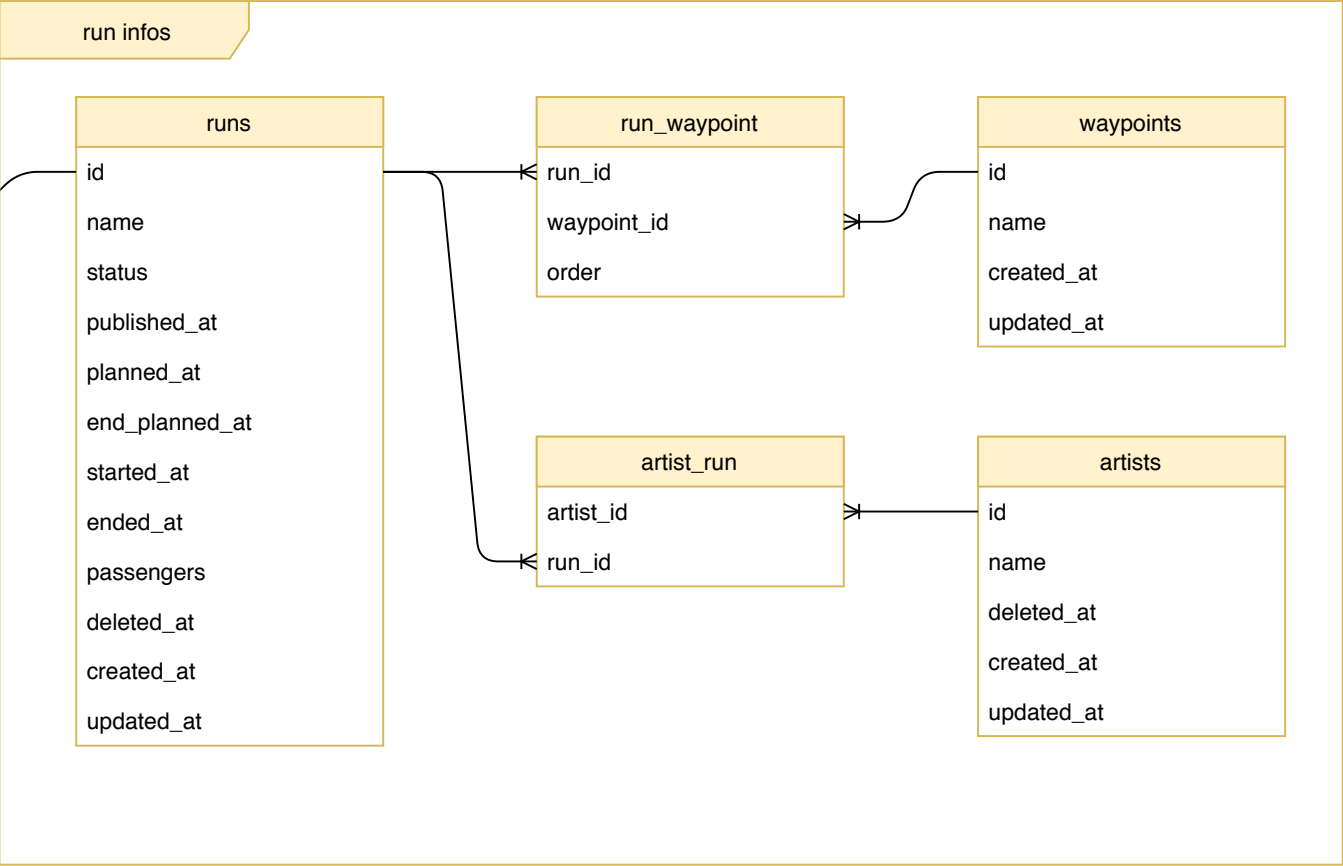 run infos
runs
id
name
status
published_at
planned_at
end_planned_at
started_at
ended_at
passengers
deleted_at
created_at
updated_at
run_waypoint
run_id
waypoint_id
order
waypoints
id
name
created_at
updated_at
artist_run
artist_id
run_id
artists
id
name
deleted_at
created_at
updated_at